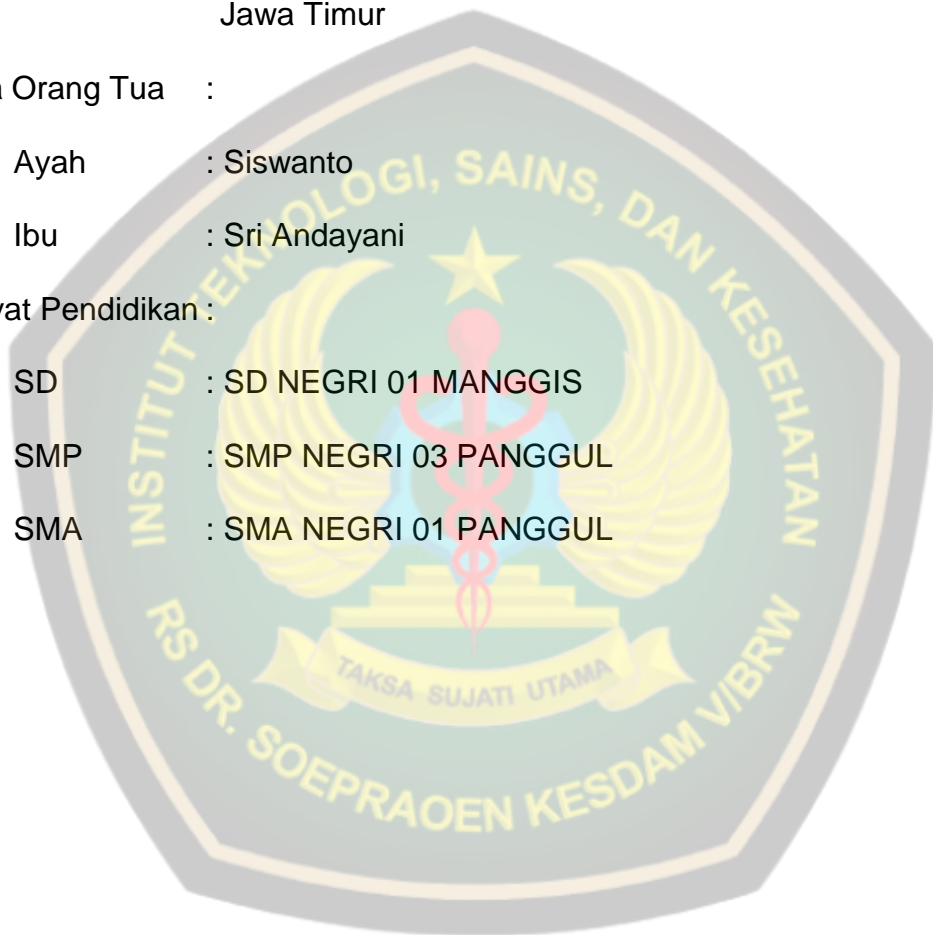 Jawa Timur
a Orang Tua :
Ayah : Siswanto
Ibu : Sri Andayani
yat Pendidikan :
SD : SD NEGRI 01 MANGGIS
SMP : SMP NEGRI 03 PANGGUL
SMA : SMA NEGRI 01 PANGGUL
INSTITUT TEKNOLOGI, SAINS, DAN KESEHATAN
TAKSA SUJATI UTAMA
RS DR. SOEPRAOEN KESDAM V/BRW